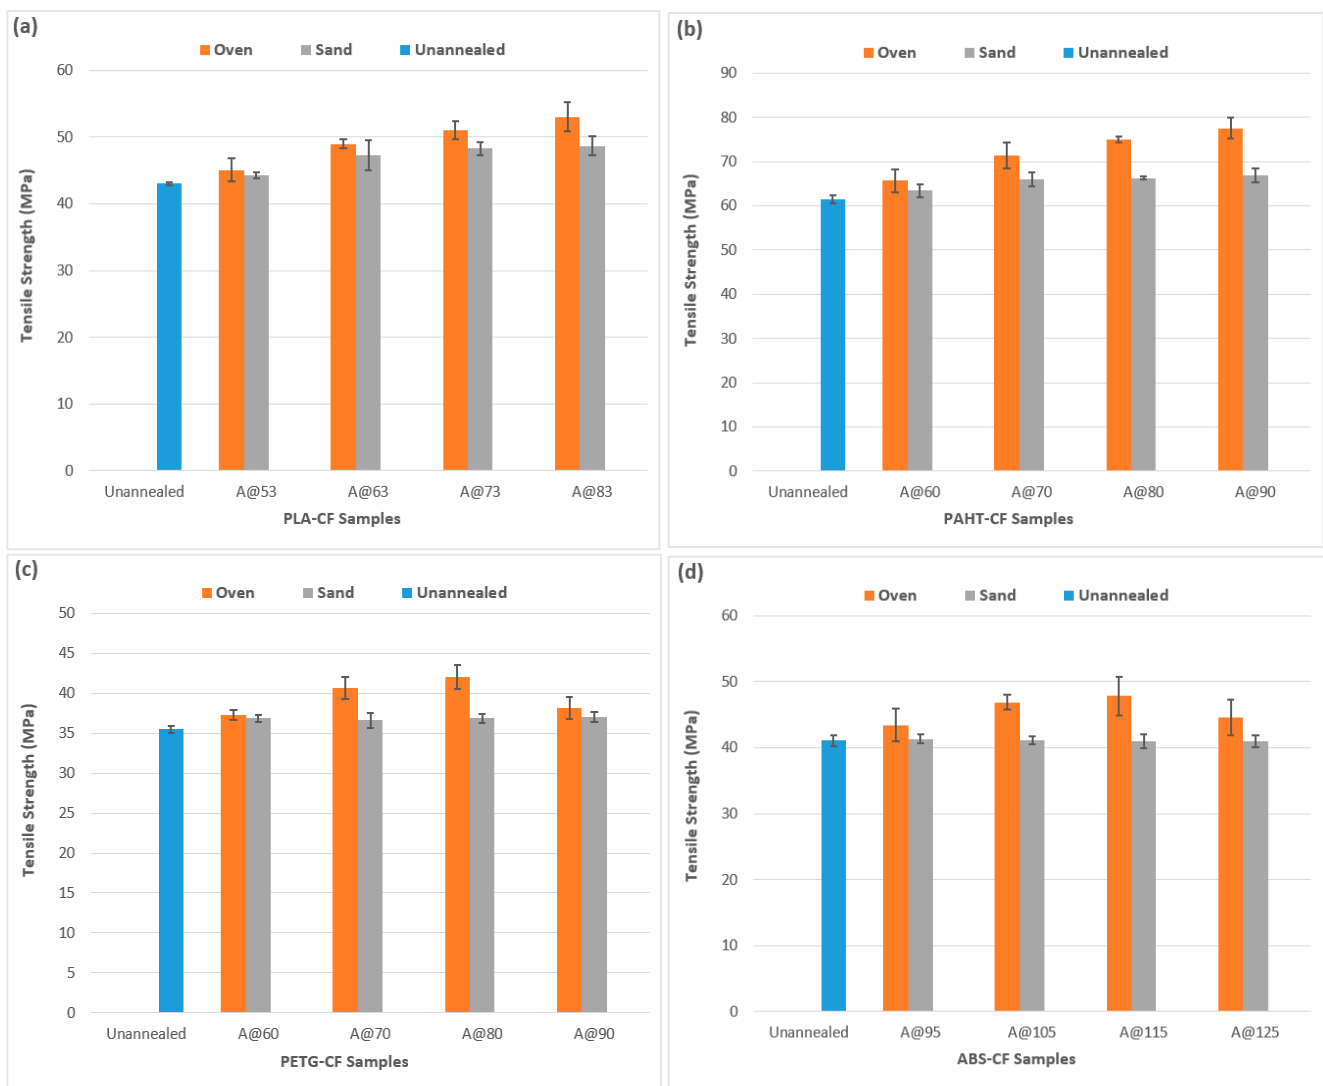 (a)
Oven Sand Unannealed
Tensile Strength (MPa)
60
50
40
30
20
10
0
Unannealed A@53 A@63 A@73 A@83
PLA-CF Samples
(b)
Oven Sand Unannealed
Tensile Strength (MPa)
90
80
70
60
50
40
30
20
10
0
Unannealed A@60 A@70 A@80 A@90
PAHT-CF Samples
(c)
Oven Sand Unannealed
Tensile Strength (MPa)
50
45
40
35
30
25
20
15
10
5
0
Unannealed A@60 A@70 A@80 A@90
PETG-CF Samples
(d)
Oven Sand Unannealed
Tensile Strength (MPa)
60
50
40
30
20
10
0
Unannealed A@95 A@105 A@115 A@125
ABS-CF Samples